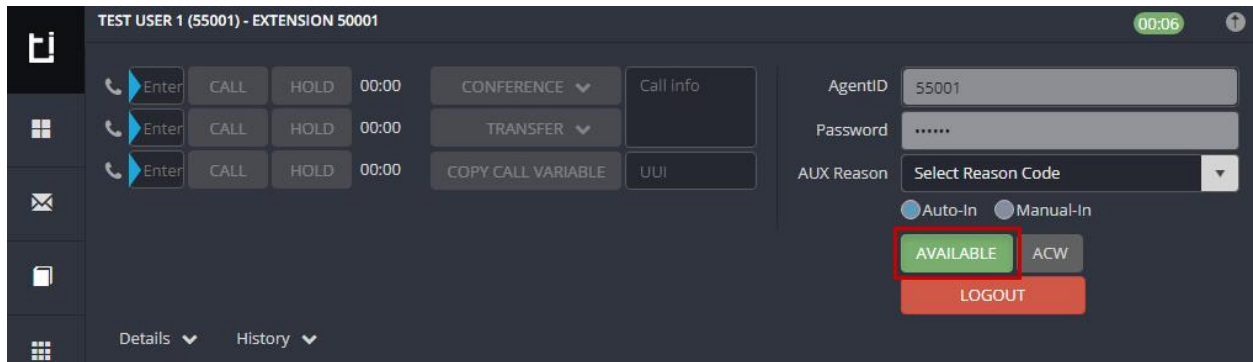 TEST USER 1 (55001) - EXTENSION 50001
00:06
Enter CALL HOLD 00:00 CONFERENCE Call info
Enter CALL HOLD 00:00 TRANSFER
Enter CALL HOLD 00:00 COPY CALL VARIABLE UUI
AgentID 55001
Password ••••••
AUX Reason Select Reason Code
Auto-In Manual-In
AVAILABLE ACW
LOGOUT
Details History